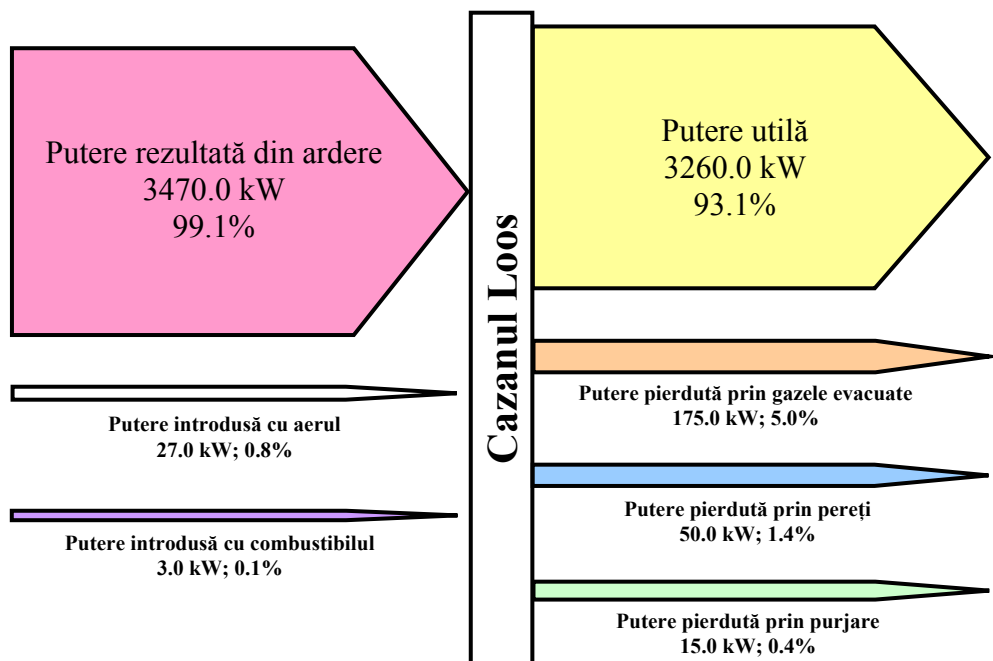 Putere rezultată din ardere
3470.0 kW
99.1%
Putere introdusă cu aerul
27.0 kW; 0.8%
Putere introdusă cu combustibilul
3.0 kW; 0.1%
Cazanul Loos
Putere utilă
3260.0 kW
93.1%
Putere pierdută prin gazele evacuate
175.0 kW; 5.0%
Putere pierdută prin pereți
50.0 kW; 1.4%
Putere pierdută prin purjare
15.0 kW; 0.4%